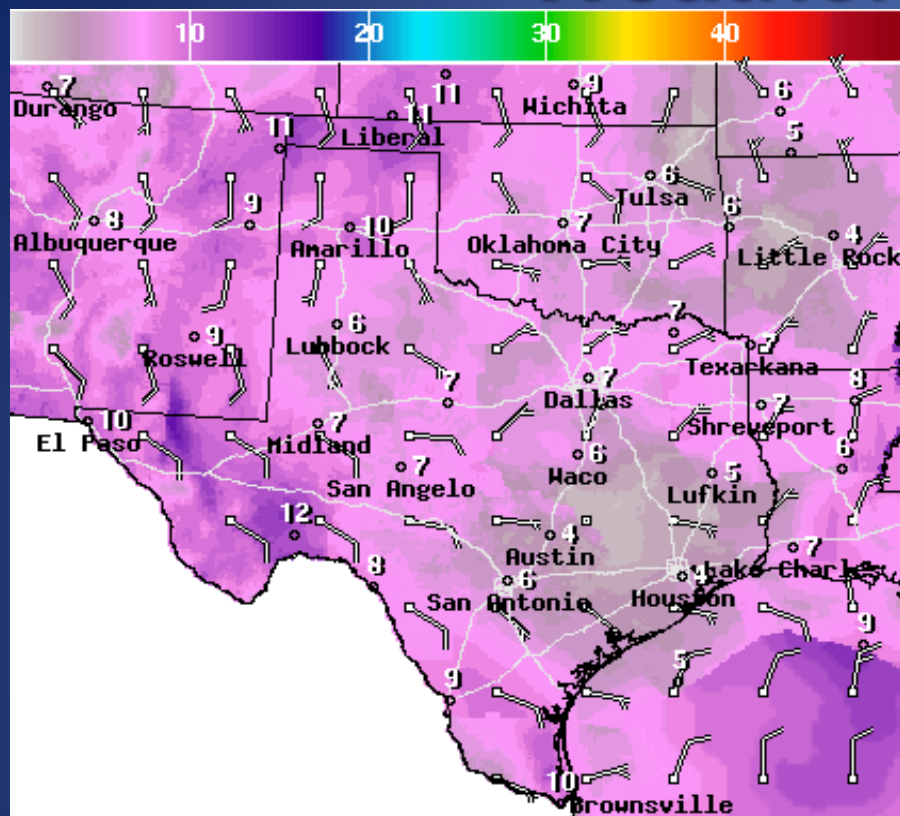 10 20 30 40
7 9 6
Durango 11 Wichita
11 Liberal 11 5
6
Tulsa
8 9 10 7 6 4
Albuquerque Amarillo Oklahoma City Little Rock
9 6 7 7
Roswell Lubbock Texarkana
7 7 8
Dallas
10 7 7
El Paso Midland Shreveport
7 6 5 6
San Angelo Waco Lufkin
12 4 7
Austin Lake Charles
8 6 4
San Antonio Houston
9 5 9
10
Brownsville